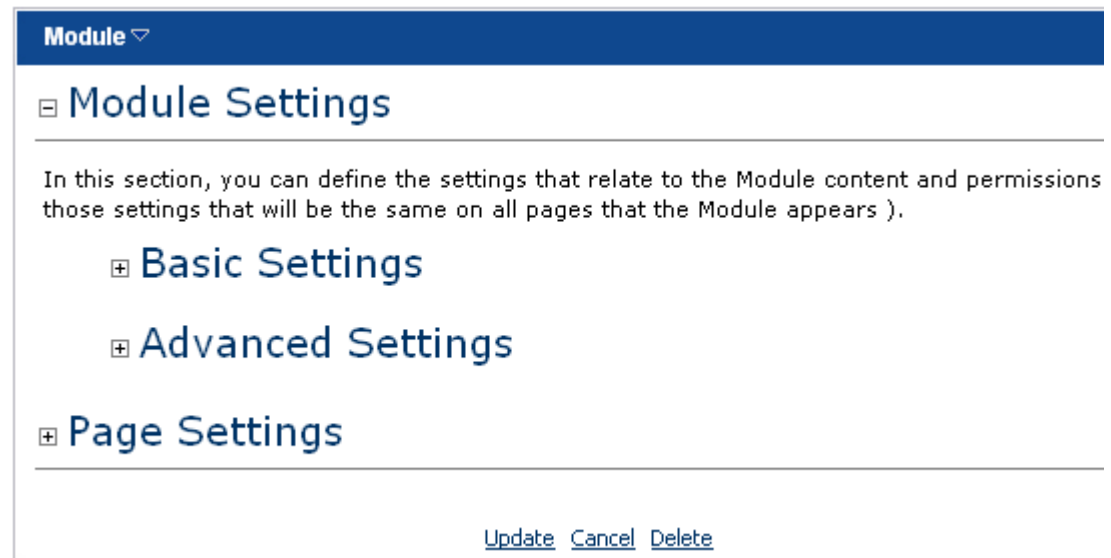 Module
Module Settings
In this section, you can define the settings that relate to the Module content and permissions
those settings that will be the same on all pages that the Module appears ).
Basic Settings
Advanced Settings
Page Settings
Update Cancel Delete